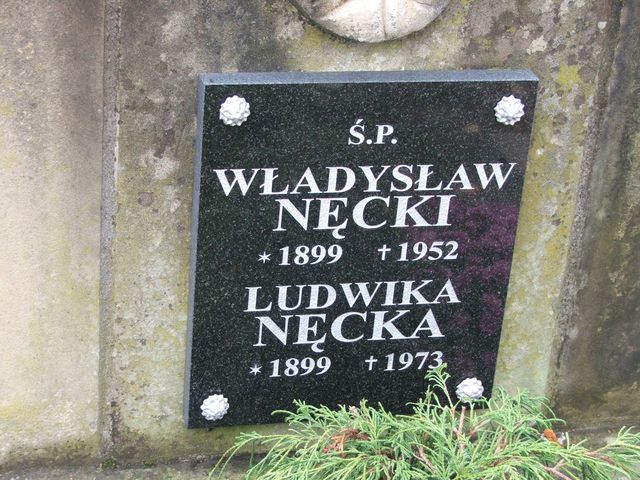 Ś.P.
WŁADYSŁAW
NĘCKI
* 1899 † 1952
LUDWIKA
NĘCKA
* 1899 † 1973